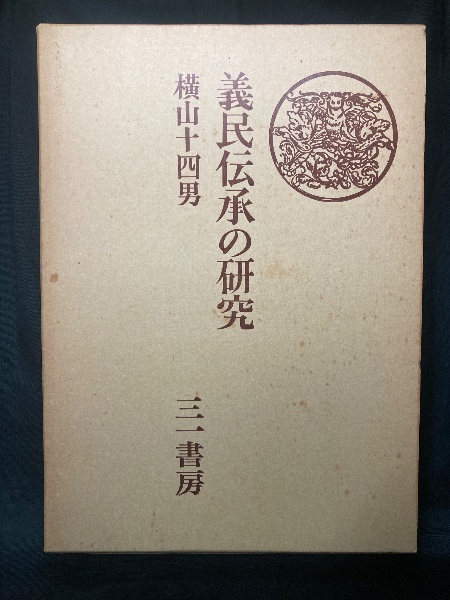 義民伝承の研究
横山十四男
三一書房